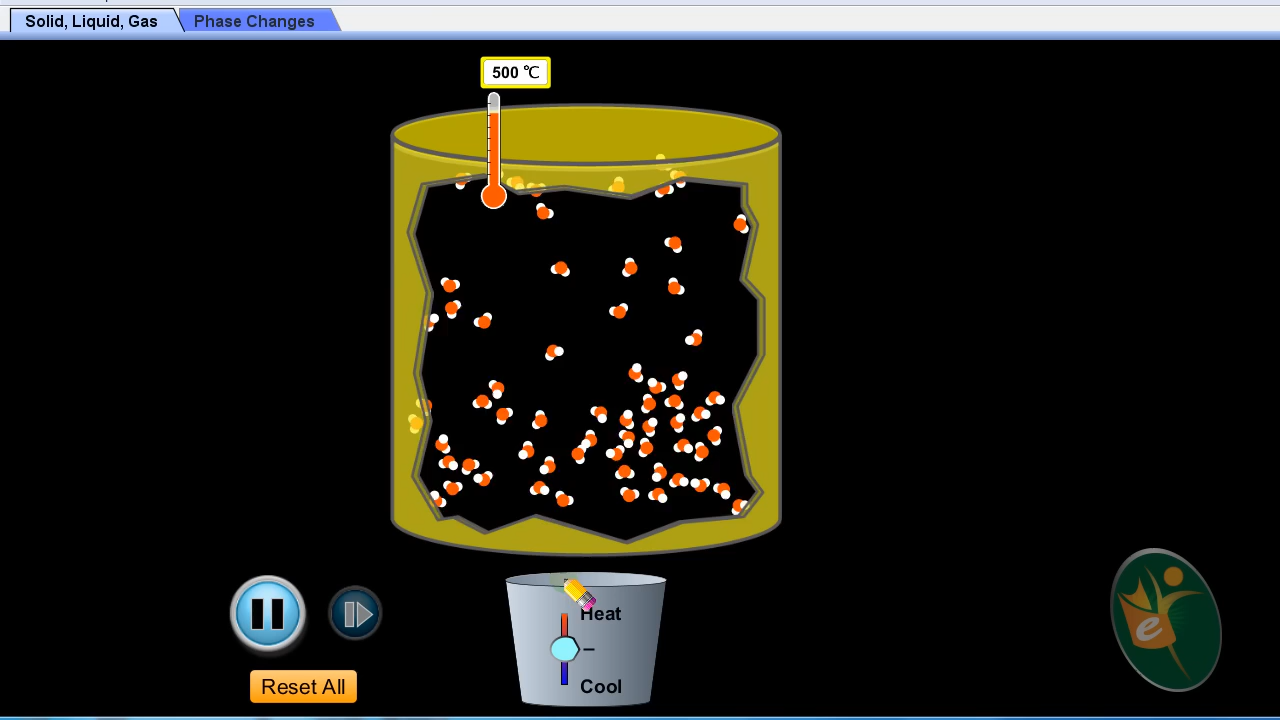 Solid, Liquid, Gas
Phase Changes
500 °C
Heat
Cool
Reset All
e